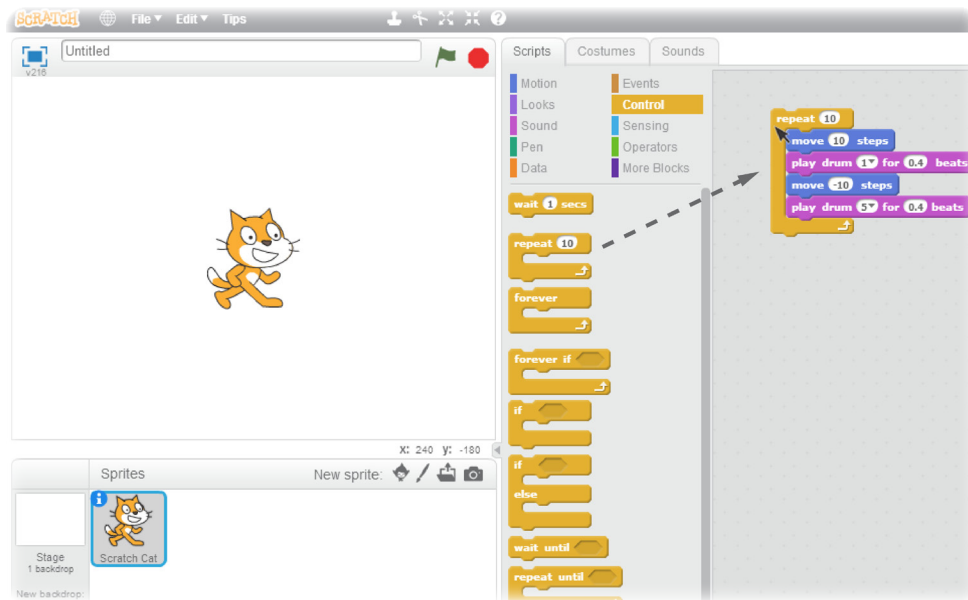 SCRATCH File Edit Tips
Untitled
v216
x: 240 y: -180
Sprites New sprite:
Stage
1 backdrop
New backdrop:
Scratch Cat
Scripts Costumes Sounds
Motion Events
Looks Control
Sound Sensing
Pen Operators
Data More Blocks
wait 1 secs
repeat 10
forever
forever if
if
if
else
wait until
repeat until
repeat 10
move 10 steps
play drum 1 for 0.4 beats
move -10 steps
play drum 5 for 0.4 beats